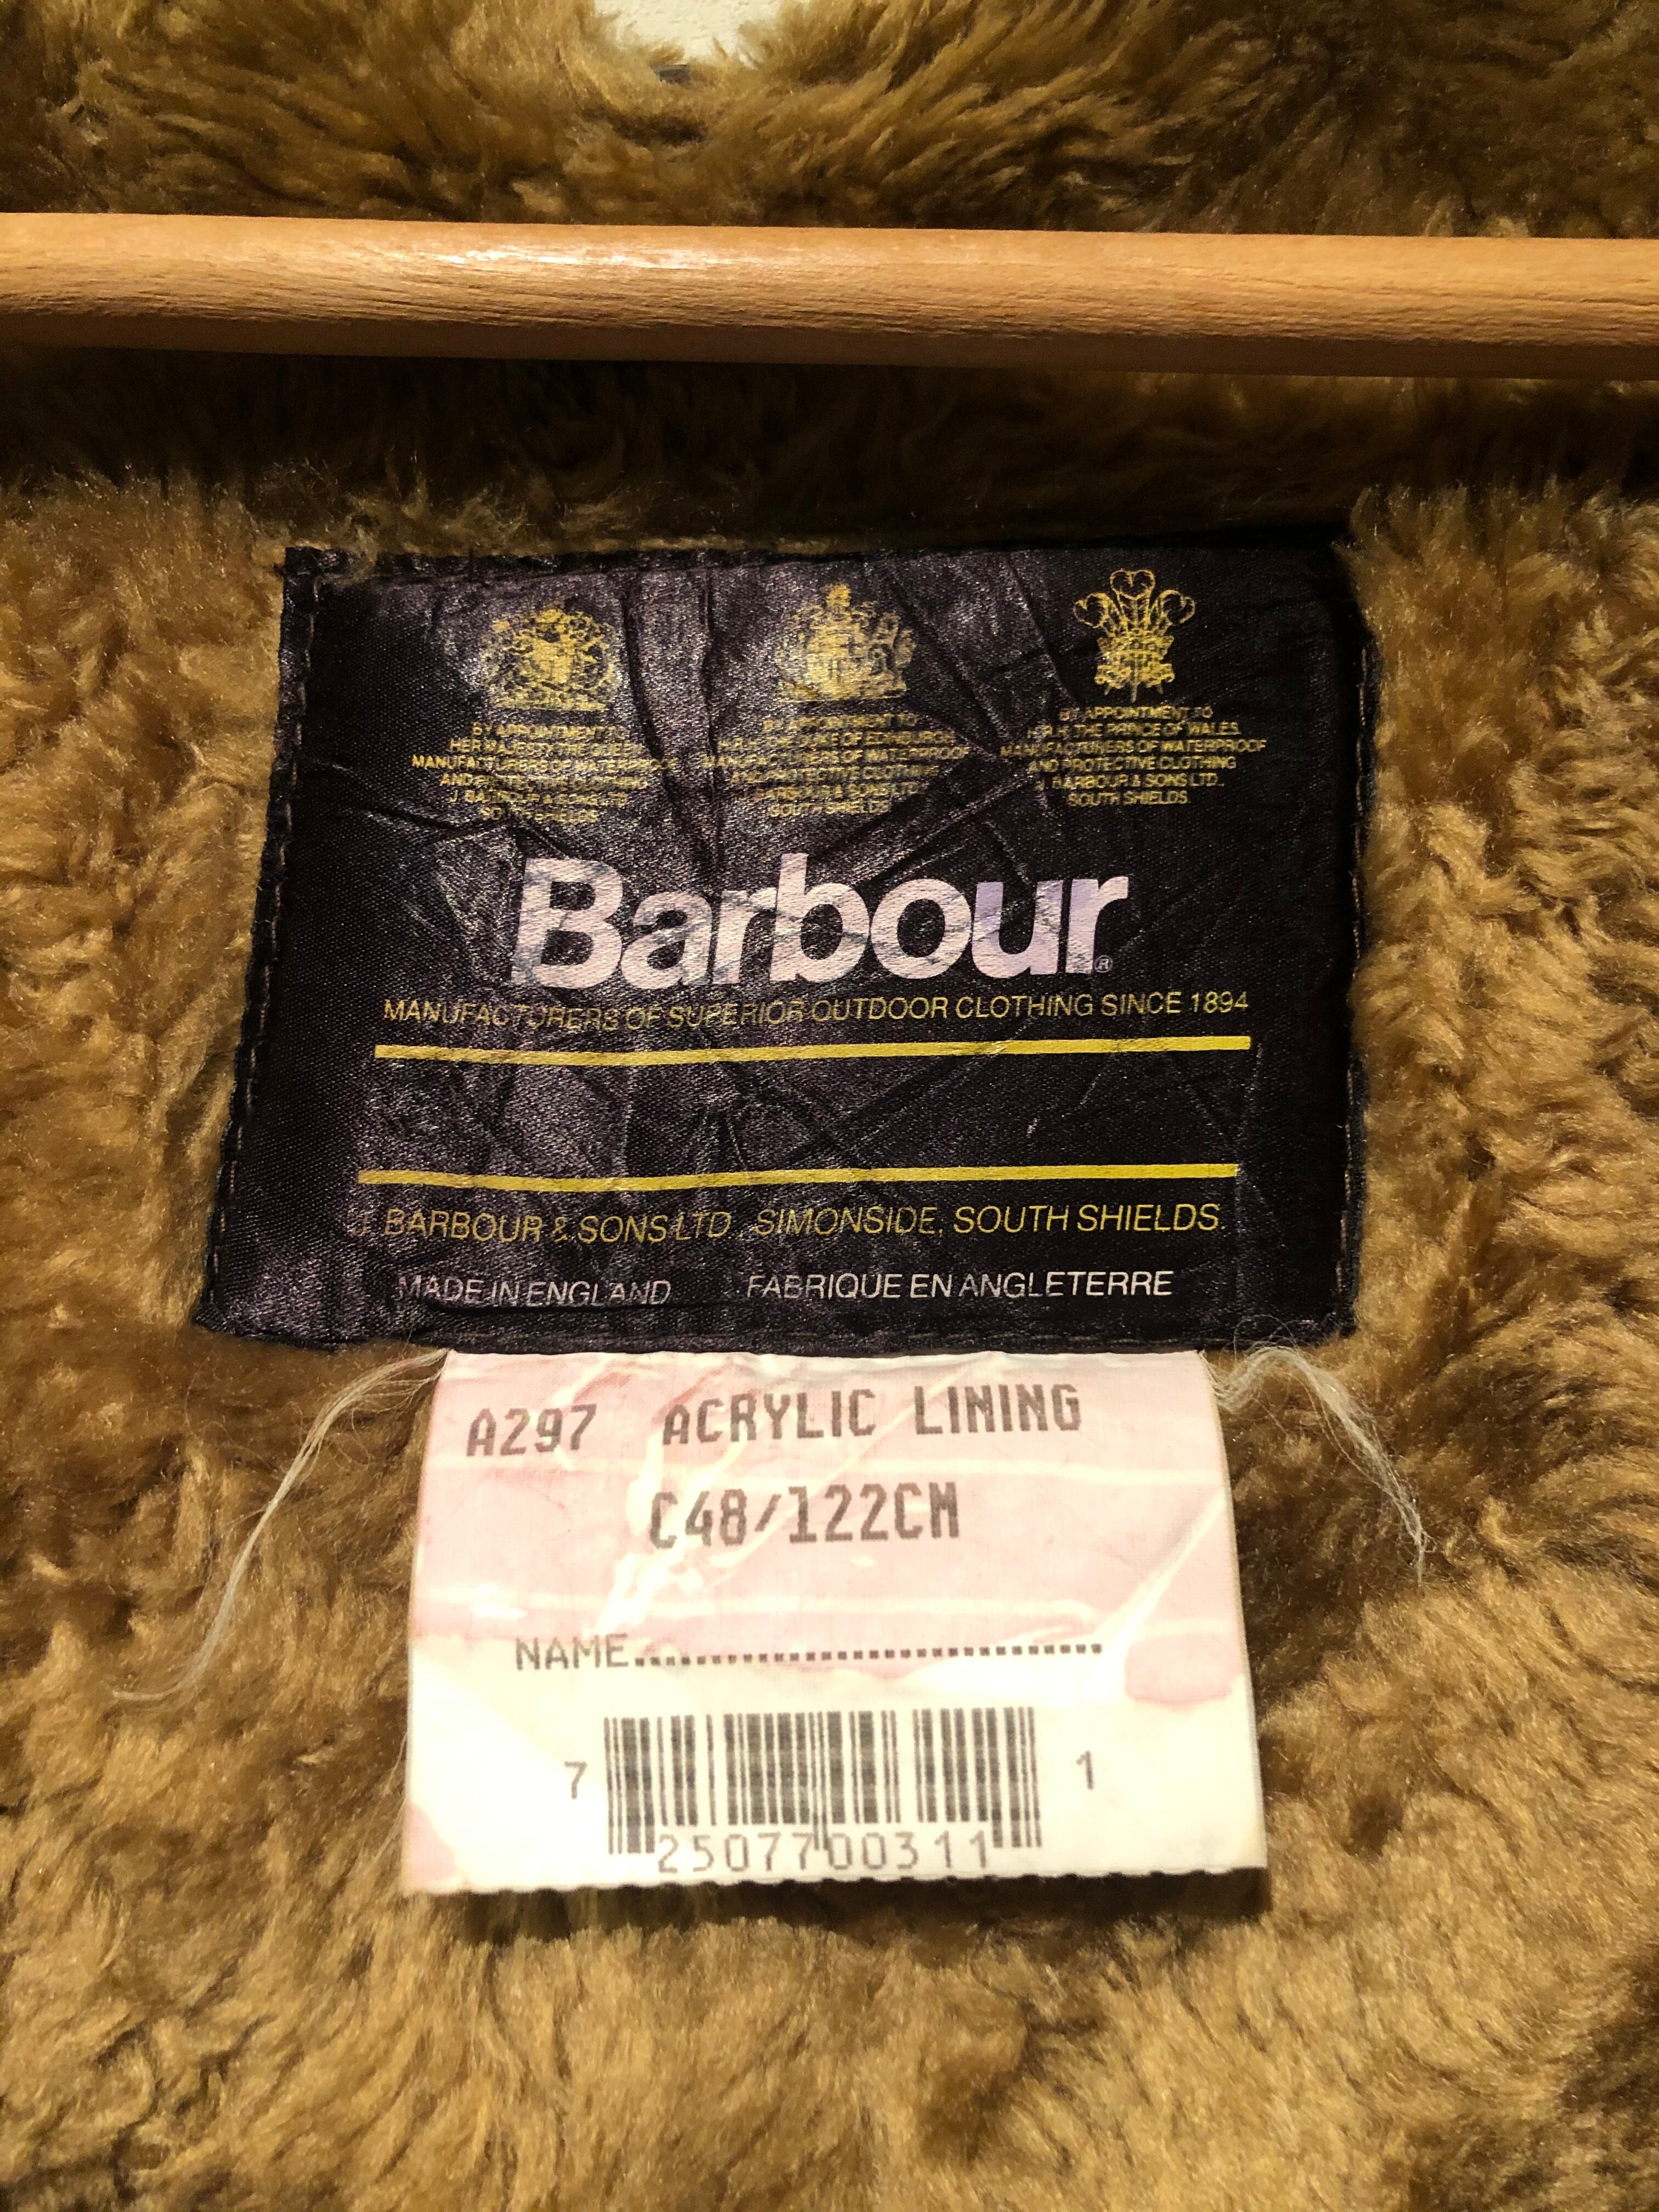 BY APPOINTMENT TO
HER MAJESTY THE QUEEN
MANUFACTURERS OF WATERPROOF
AND PROTECTIVE CLOTHING
J. BARBOUR & SONS LTD
SOUTH SHIELDS
BY APPOINTMENT TO
H.R.H. THE DUKE OF EDINBURGH
MANUFACTURERS OF WATERPROOF
AND PROTECTIVE CLOTHING
J. BARBOUR & SONS LTD
SOUTH SHIELDS
BY APPOINTMENT TO
H.R.H. THE PRINCE OF WALES.
MANUFACTURERS OF WATERPROOF
AND PROTECTIVE CLOTHING
J. BARBOUR & SONS LTD.,
SOUTH SHIELDS.
Barbour®
MANUFACTURERS OF SUPERIOR OUTDOOR CLOTHING SINCE 1894
J. BARBOUR & SONS LTD., SIMONSIDE, SOUTH SHIELDS.
MADE IN ENGLAND FABRIQUE EN ANGLETERRE
A297 ACRYLIC LINING
C48/122CM
NAME..........................................
7 1
2507700311